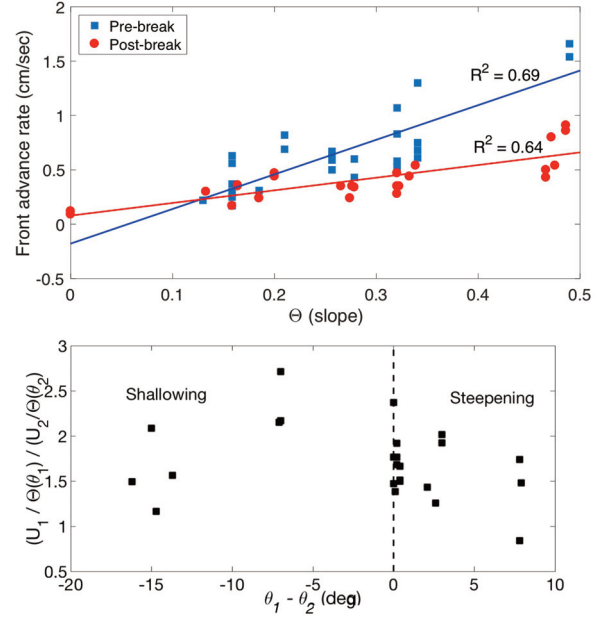 Pre-break
Post-break
R² = 0.69
R² = 0.64
Front advance rate (cm/sec)
2
1.5
1
0.5
0
-0.5
0 0.1 0.2 0.3 0.4 0.5
Θ (slope)
Shallowing
Steepening
(U₁ / Θ(θ₁) / (U₂/Θ(θ₂)
3
2.5
2
1.5
1
0.5
-20 -15 -10 -5 0 5 10
θ₁ - θ₂ (deg)